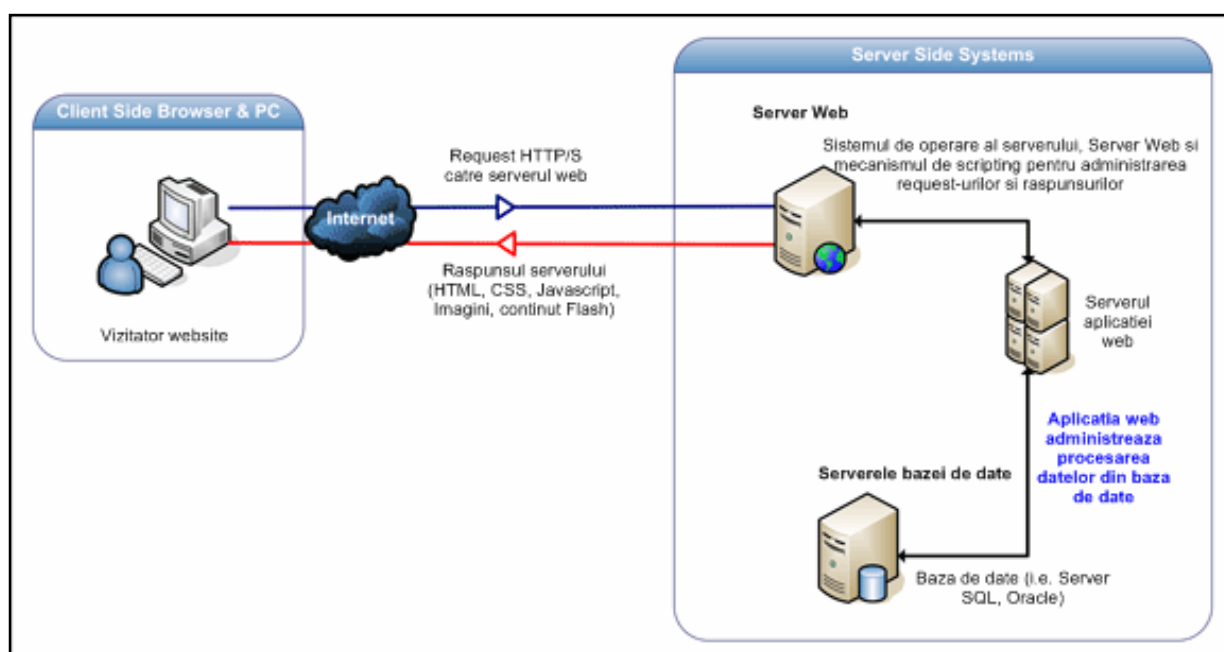 Server Side Systems
Client Side Browser & PC
Server Web
Sistemul de operare al serverului, Server Web si
mecanismul de scripting pentru administrarea
request-urilor si raspunsurilor
Request HTTP/S
catre serverul web
Internet
Raspunsul serverului
(HTML, CSS, Javascript,
Imagini, continut Flash)
Vizitator website
Serverul
aplicatiei
web
Aplicatia web
administreaza
procesarea
datelor din baza
de date
Serverele bazei de date
Baza de date (i.e. Server
SQL, Oracle)